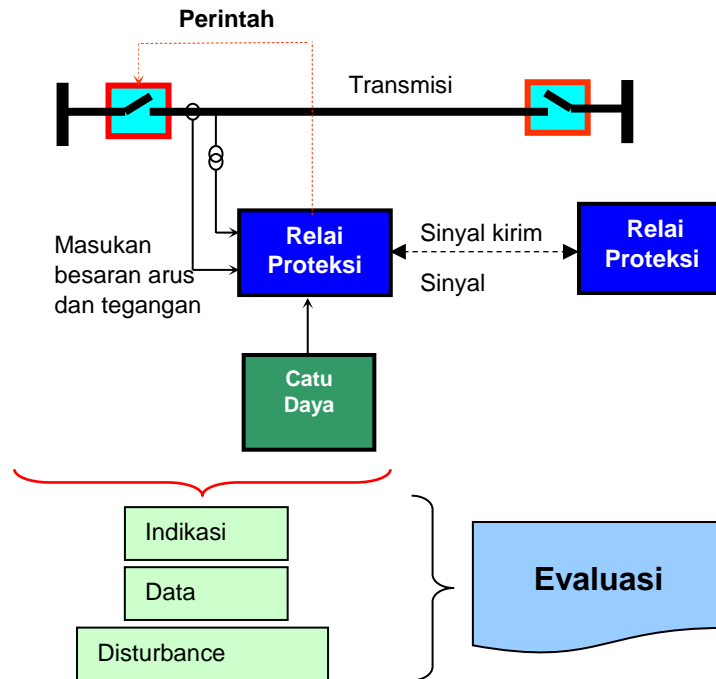 Perintah
Transmisi
Masukan
besaran arus
dan tegangan
Relai
Proteksi
Sinyal kirim
Sinyal
Relai
Proteksi
Catu
Daya
Indikasi
Data
Disturbance
Evaluasi